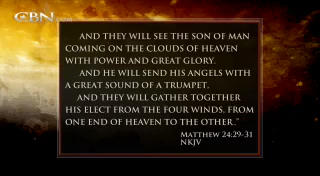 CBN.com
AND THEY WILL SEE THE SON OF MAN
COMING ON THE CLOUDS OF HEAVEN
WITH POWER AND GREAT GLORY.
AND HE WILL SEND HIS ANGELS WITH
A GREAT SOUND OF A TRUMPET,
AND THEY WILL GATHER TOGETHER
HIS ELECT FROM THE FOUR WINDS, FROM
ONE END OF HEAVEN TO THE OTHER."
MATTHEW 24:29-31
NKJV